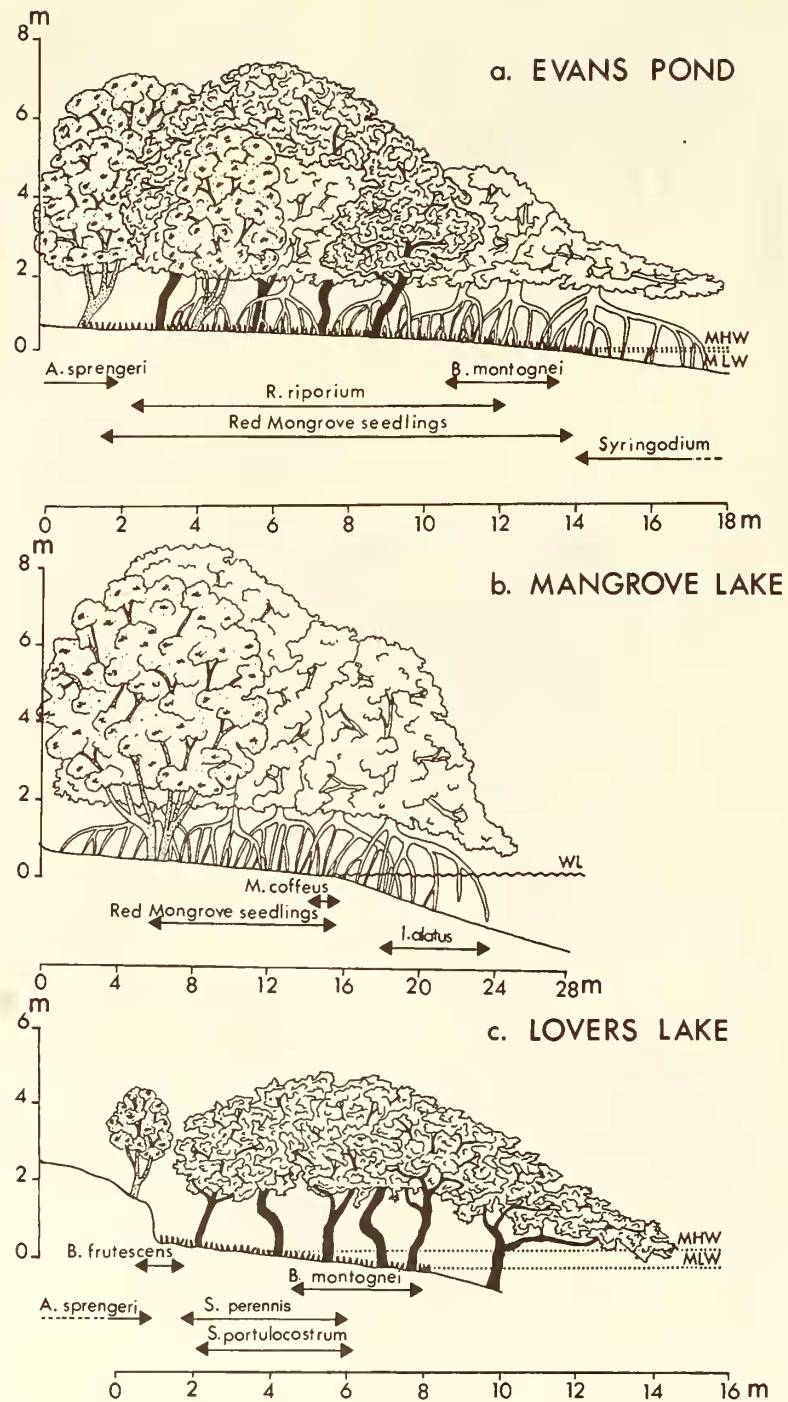 m
8
a. EVANS POND
6
4
2
0
MHW
MLW
A. sprengeri
B. montognei
R. riporium
Red Mongrove seedlings
Syringodium
0 2 4 6 8 10 12 14 16 18 m
m
8
b. MANGROVE LAKE
6
4
2
0
WL
M. coffeus
Red Mongrove seedlings
I. alatus
0 4 8 12 16 20 24 28 m
m
6
c. LOVERS LAKE
4
2
0
MHW
MLW
B. frutescens
B. montognei
A. sprengeri
S. perennis
S. portulocostrum
0 2 4 6 8 10 12 14 16 m